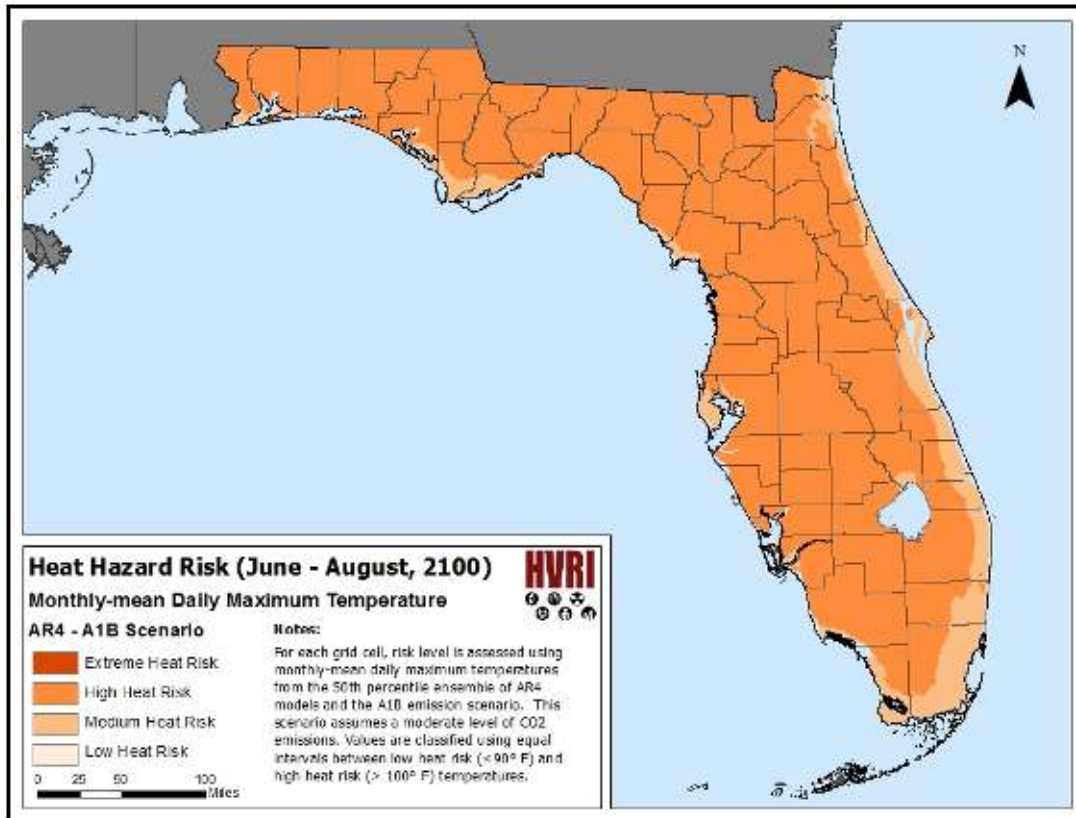 N
Heat Hazard Risk (June - August, 2100)
HVRI
Monthly-mean Daily Maximum Temperature
AR4 - A1B Scenario
Extreme Heat Risk
High Heat Risk
Medium Heat Risk
Low Heat Risk
0 25 50 100
Miles
Notes:
For each grid cell, risk level is assessed using
monthly-mean daily maximum temperatures
from the 50th percentile ensemble of AR4
models and the A1B emission scenario. This
scenario assumes a moderate level of CO2
emissions. Values are classified using equal
intervals between low heat risk (<90° F) and
high heat risk (> 100° F) temperatures.